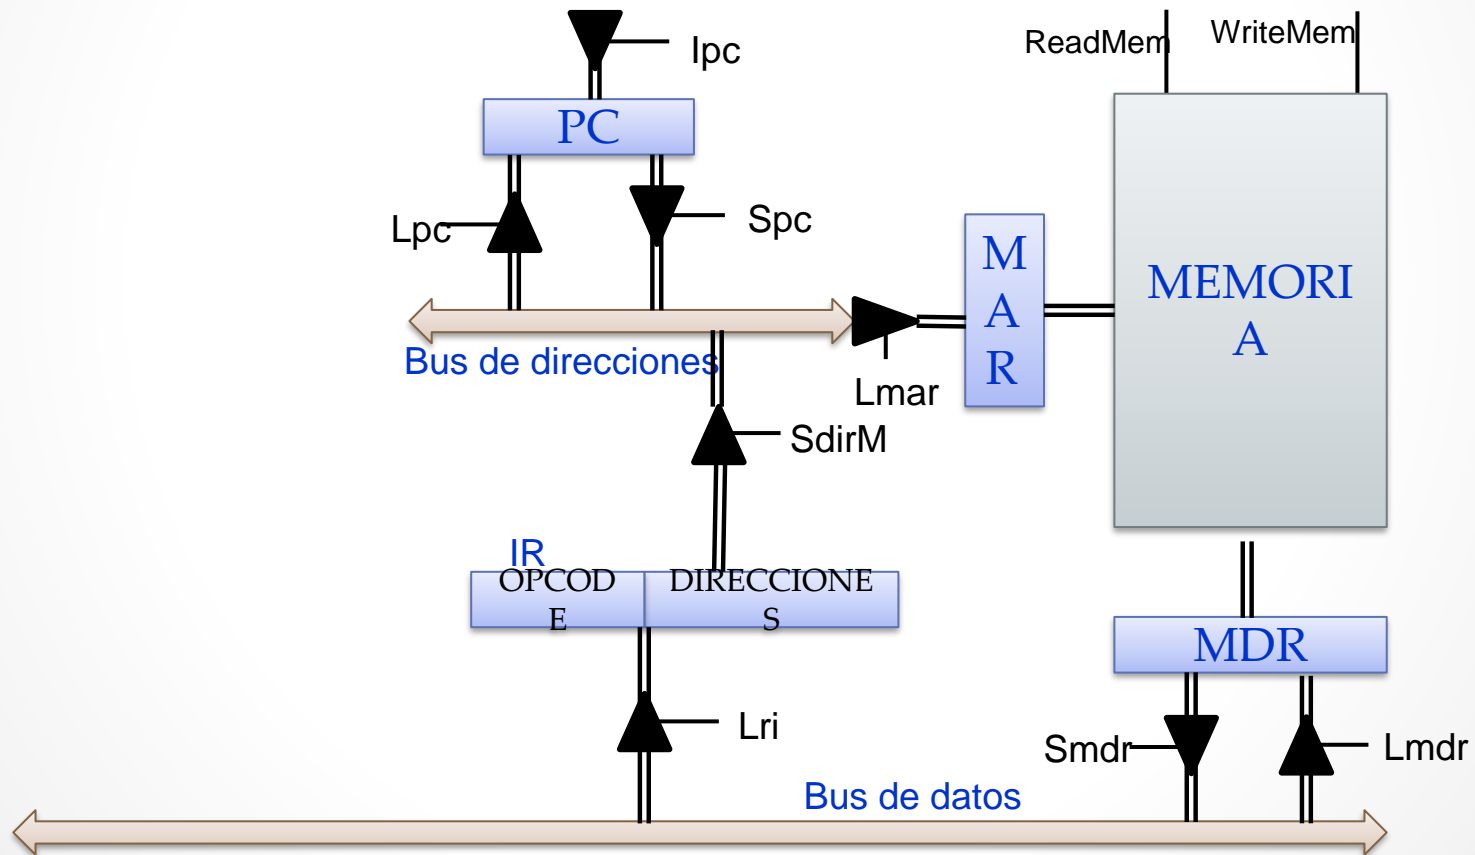 Ipc
ReadMem
WriteMem
PC
Lpc
Spc
M
A
R
MEMORI
A
Bus de direcciones
Lmar
SdirM
IR
OPCOD
E
DIRECCIONE
S
MDR
Lri
Smdr
Lmdr
Bus de datos